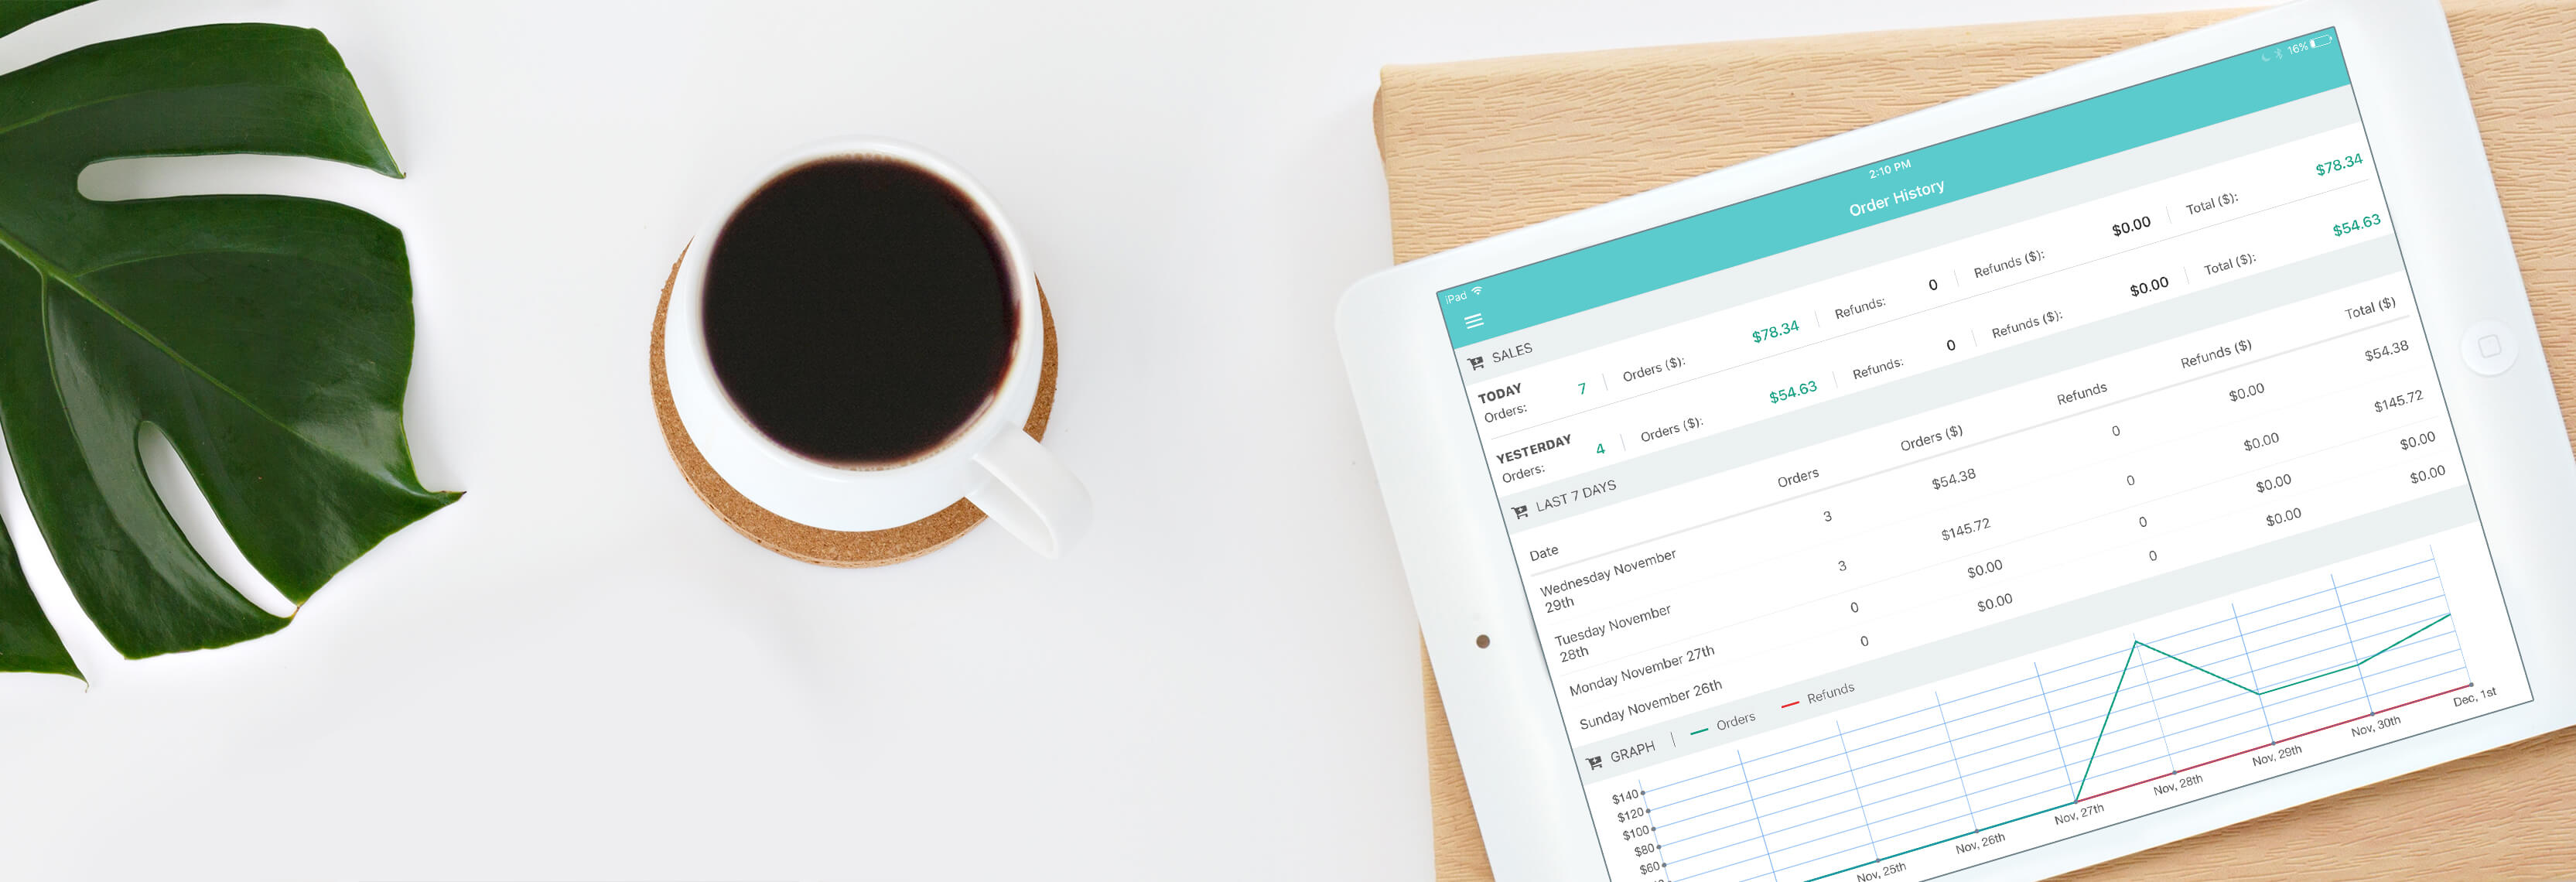 iPad 2:10 PM 16%
Order History
SALES
TODAY
Orders: 7 Orders ($): $78.34 Refunds: 0 Refunds ($): $0.00 Total ($): $78.34
YESTERDAY
Orders: 4 Orders ($): $54.63 Refunds: 0 Refunds ($): $0.00 Total ($): $54.63
LAST 7 DAYS
Date Orders Orders ($) Refunds Refunds ($) Total ($)
Wednesday November
29th 3 $54.38 0 $0.00 $54.38
Tuesday November
28th 3 $145.72 0 $0.00 $145.72
Monday November 27th 0 $0.00 0 $0.00 $0.00
Sunday November 26th 0 $0.00 0 $0.00 $0.00
GRAPH | Orders Refunds
$140
$120
$100
$80
$60
Nov, 25th Nov, 26th Nov, 27th Nov, 28th Nov, 29th Nov, 30th Dec, 1st